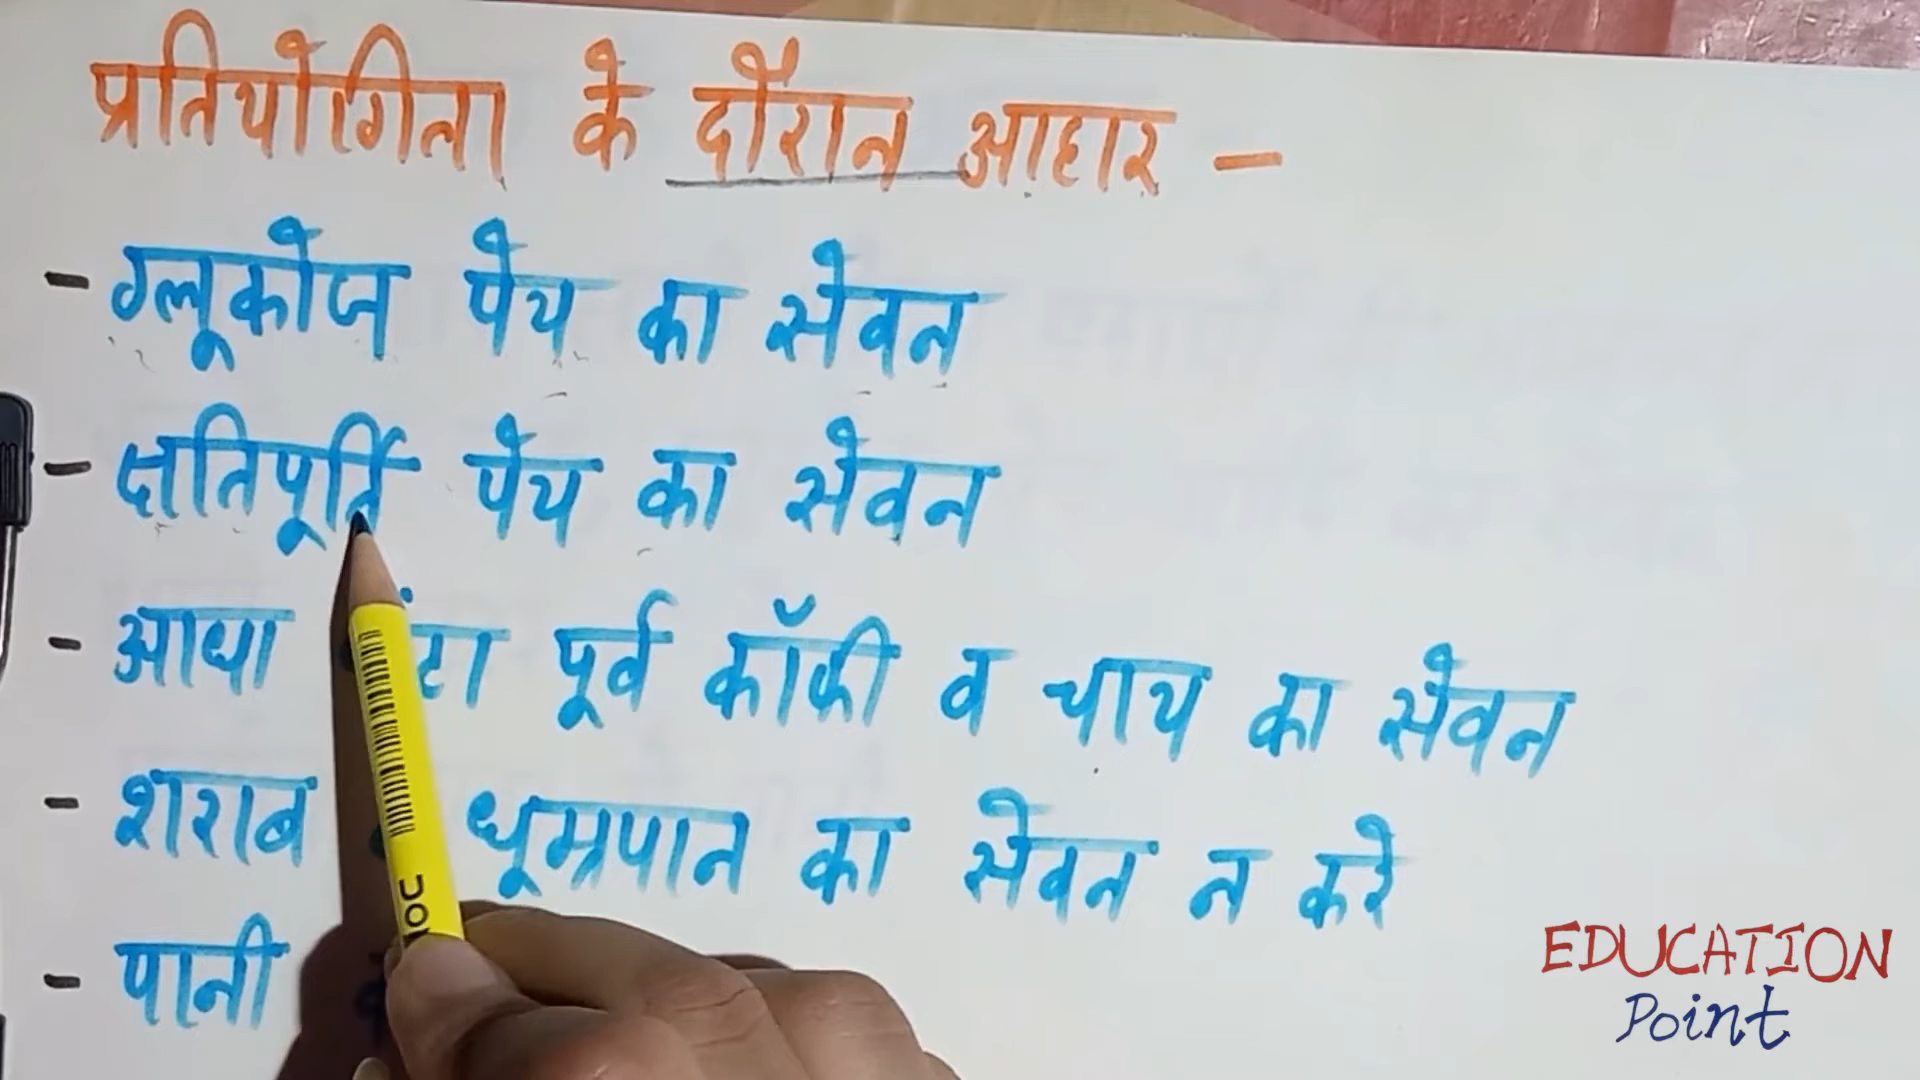 प्रतियोगिता के दौरान आहार -
- ग्लूकोज पेय का सेवन
- क्षतिपूर्ति पेय का सेवन
- आधा घंटा पूर्व कॉफी व चाय का सेवन
- शराब धूम्रपान का सेवन न करे
- पानी
EDUCATION
Point